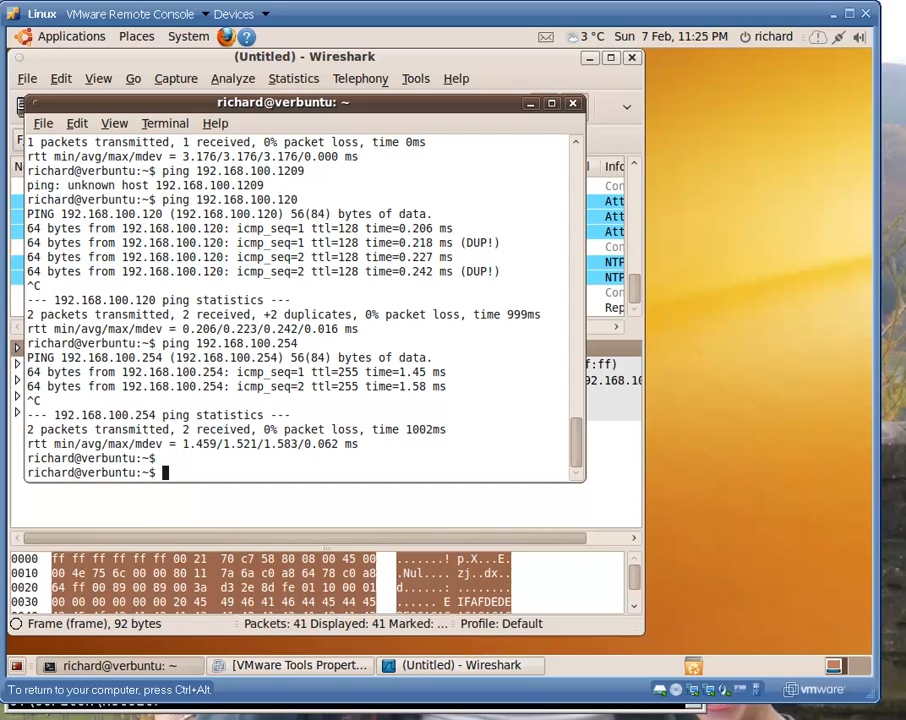 Linux VMware Remote Console Devices
Applications Places System 3 °C Sun 7 Feb, 11:25 PM richard
(Untitled) - Wireshark
File Edit View Go Capture Analyze Statistics Telephony Tools Help
richard@verbuntu: ~
File Edit View Terminal Help
1 packets transmitted, 1 received, 0% packet loss, time 0ms
rtt min/avg/max/mdev = 3.176/3.176/3.176/0.000 ms
richard@verbuntu:~$ ping 192.168.100.1209
ping: unknown host 192.168.100.1209
richard@verbuntu:~$ ping 192.168.100.120
PING 192.168.100.120 (192.168.100.120) 56(84) bytes of data.
64 bytes from 192.168.100.120: icmp_seq=1 ttl=128 time=0.206 ms
64 bytes from 192.168.100.120: icmp_seq=1 ttl=128 time=0.218 ms (DUP!)
64 bytes from 192.168.100.120: icmp_seq=2 ttl=128 time=0.227 ms
64 bytes from 192.168.100.120: icmp_seq=2 ttl=128 time=0.242 ms (DUP!)
^C
--- 192.168.100.120 ping statistics ---
2 packets transmitted, 2 received, +2 duplicates, 0% packet loss, time 999ms
rtt min/avg/max/mdev = 0.206/0.223/0.242/0.016 ms
richard@verbuntu:~$ ping 192.168.100.254
PING 192.168.100.254 (192.168.100.254) 56(84) bytes of data.
64 bytes from 192.168.100.254: icmp_seq=1 ttl=255 time=1.45 ms
64 bytes from 192.168.100.254: icmp_seq=2 ttl=255 time=1.58 ms
^C
--- 192.168.100.254 ping statistics ---
2 packets transmitted, 2 received, 0% packet loss, time 1002ms
rtt min/avg/max/mdev = 1.459/1.521/1.583/0.062 ms
richard@verbuntu:~$
richard@verbuntu:~$
Info
Con
Att
Att
Att
Con
NTP
NTP
Con
Rep
f:ff)
92.168.10
0000 ff ff ff ff ff ff 00 21 70 c7 58 80 08 00 45 00 .......! p.X...E.
0010 00 4e 75 6c 00 00 80 11 7a 6a c0 a8 64 78 c0 a8 .Nul.... zj..dx..
0020 64 ff 00 89 00 89 00 3a d3 2e 8d fe 01 10 00 01 d......: ........
0030 00 00 00 00 00 00 20 45 49 46 41 46 44 45 44 45 ...... E IFAFDEDE
Frame (frame), 92 bytes Packets: 41 Displayed: 41 Marked: ... Profile: Default
richard@verbuntu: ~ [VMware Tools Propert... (Untitled) - Wireshark
To return to your computer, press Ctrl+Alt. vmware